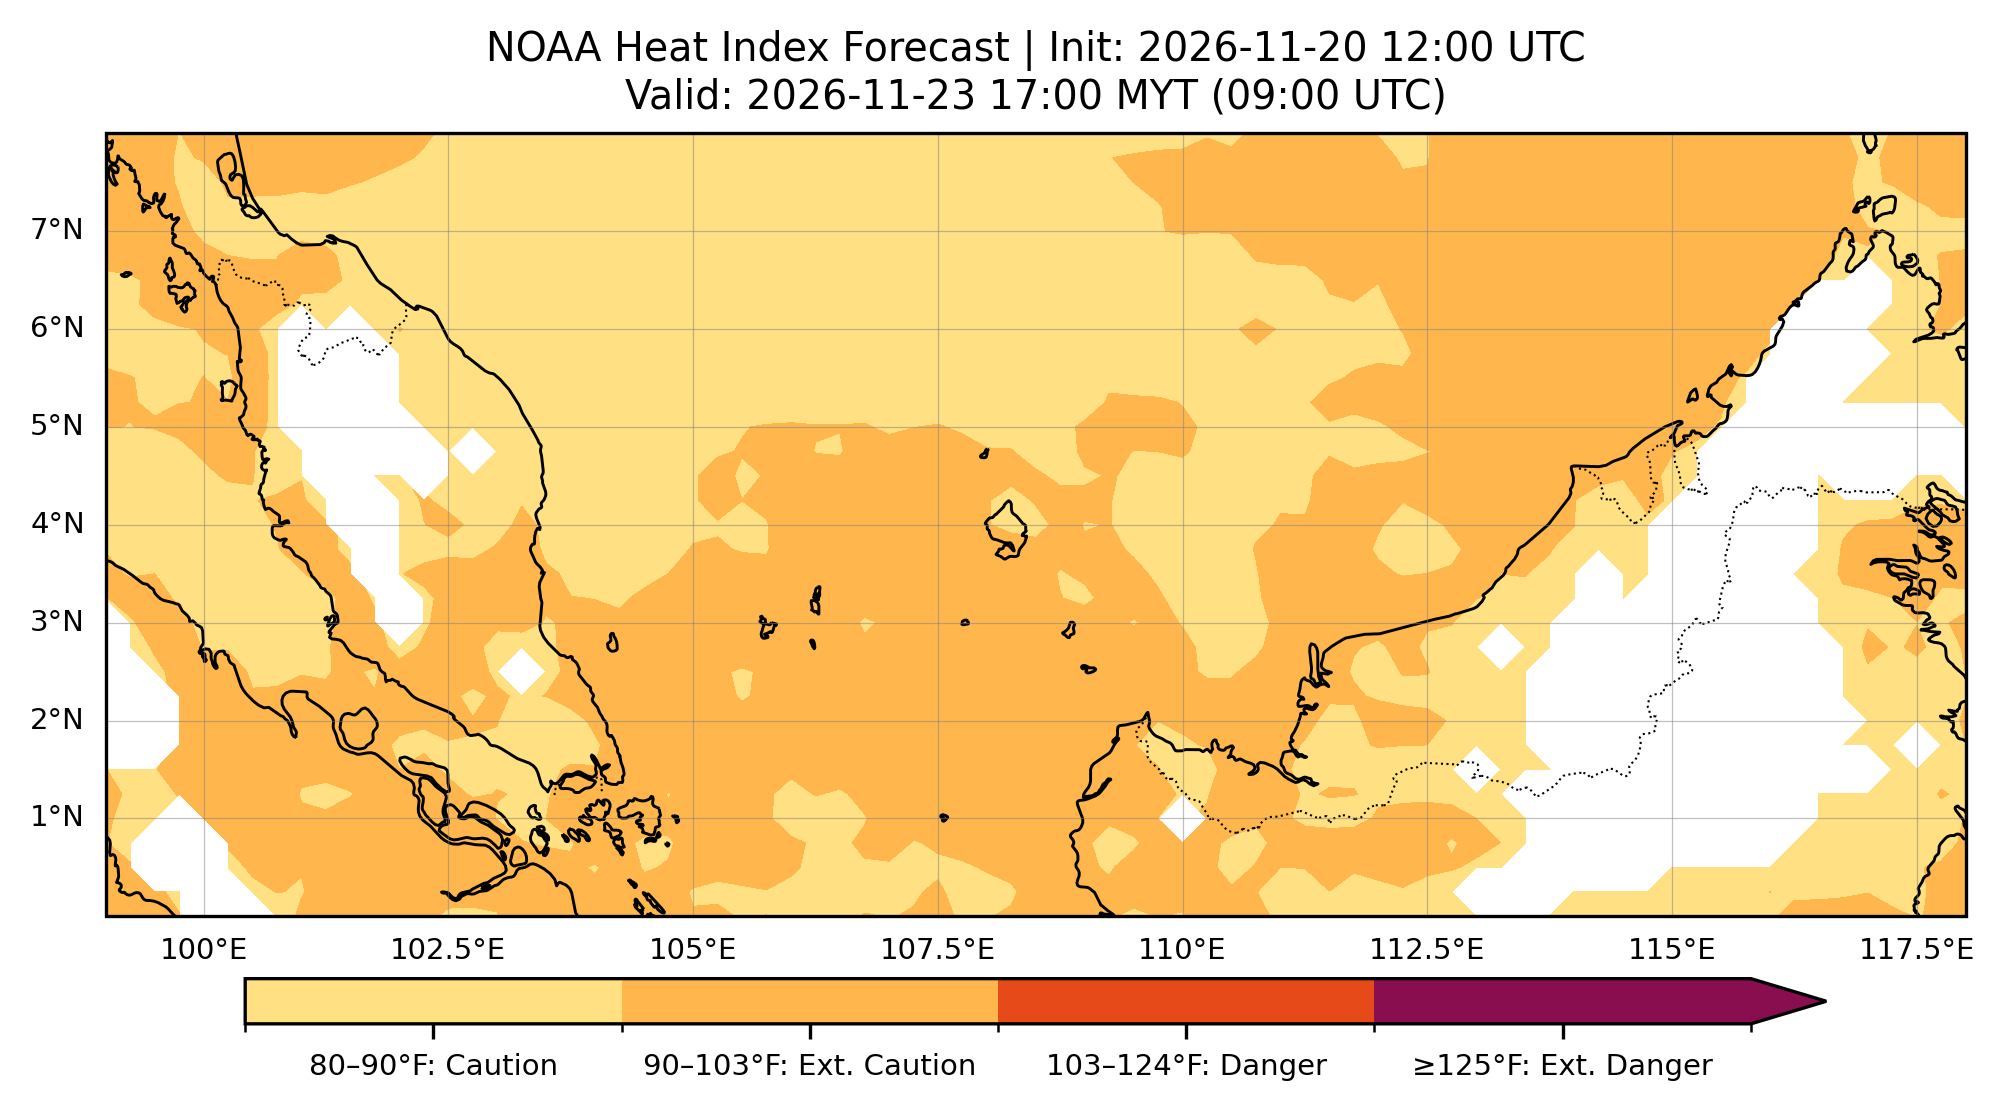 NOAA Heat Index Forecast | Init: 2026-11-20 12:00 UTC
Valid: 2026-11-23 17:00 MYT (09:00 UTC)
7°N
6°N
5°N
4°N
3°N
2°N
1°N
100°E 102.5°E 105°E 107.5°E 110°E 112.5°E 115°E 117.5°E
80–90°F: Caution 90–103°F: Ext. Caution 103–124°F: Danger ≥125°F: Ext. Danger